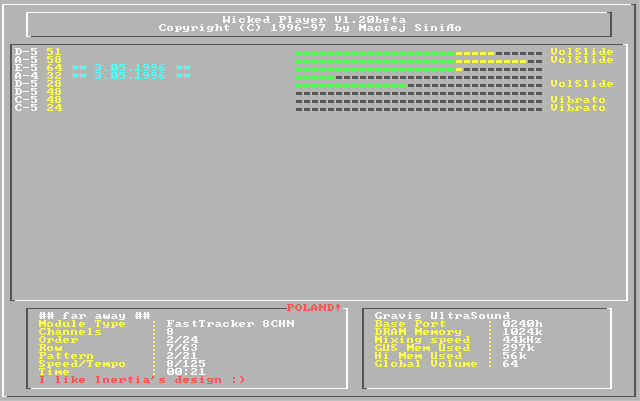 Wicked Player V1.20beta
Copyright (C) 1996-97 by Maciej Siniło
D-5 51 VolSlide
A-5 58 VolSlide
E-5 64 ** 3.05.1996 **
A-4 32 ** 3.05.1996 **
D-5 28 VolSlide
D-5 48
C-5 48 Vibrato
C-5 24 Vibrato
POLAND!
## far away ##
Module Type : FastTracker 8CHN
Channels : 8
Order : 2/24
Row : 7/63
Pattern : 2/21
Speed/Tempo : 8/125
Time : 00:21
I like Inertia's design :)
Gravis UltraSound
Base Port : 0240h
DRAM Memory : 1024k
Mixing speed : 44kHz
GUS Mem Used : 297k
Hi Mem Used : 56k
Global Volume : 64